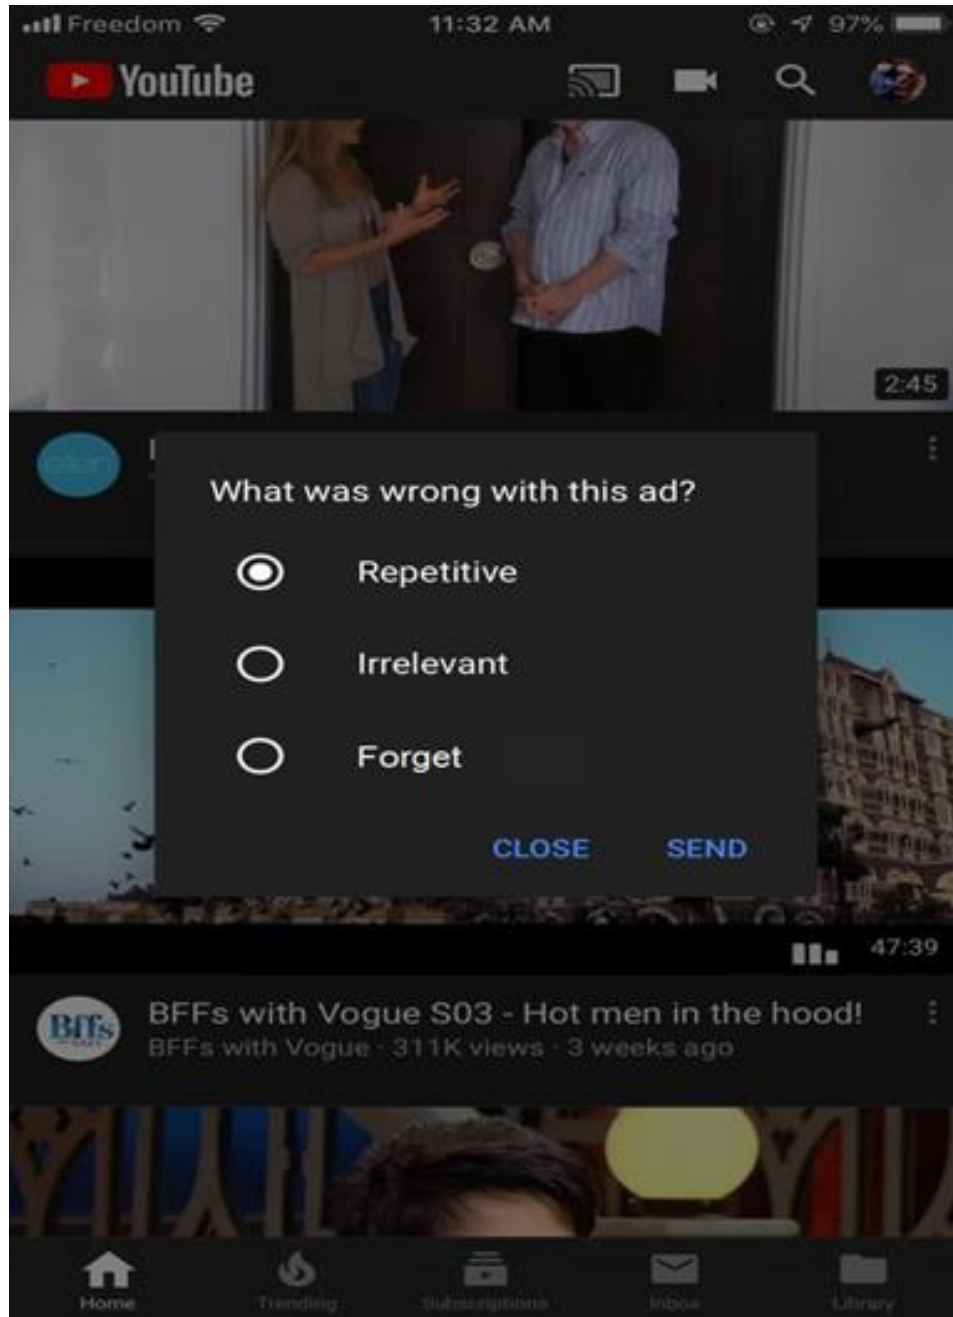 Freedom 11:32 AM 97%
YouTube
2:45
ellen
What was wrong with this ad?
Repetitive
Irrelevant
Forget
CLOSE SEND
47:39
BFFs
BFFs with Vogue S03 - Hot men in the hood!
BFFs with Vogue · 311K views · 3 weeks ago
Home Trending Subscriptions Inbox Library